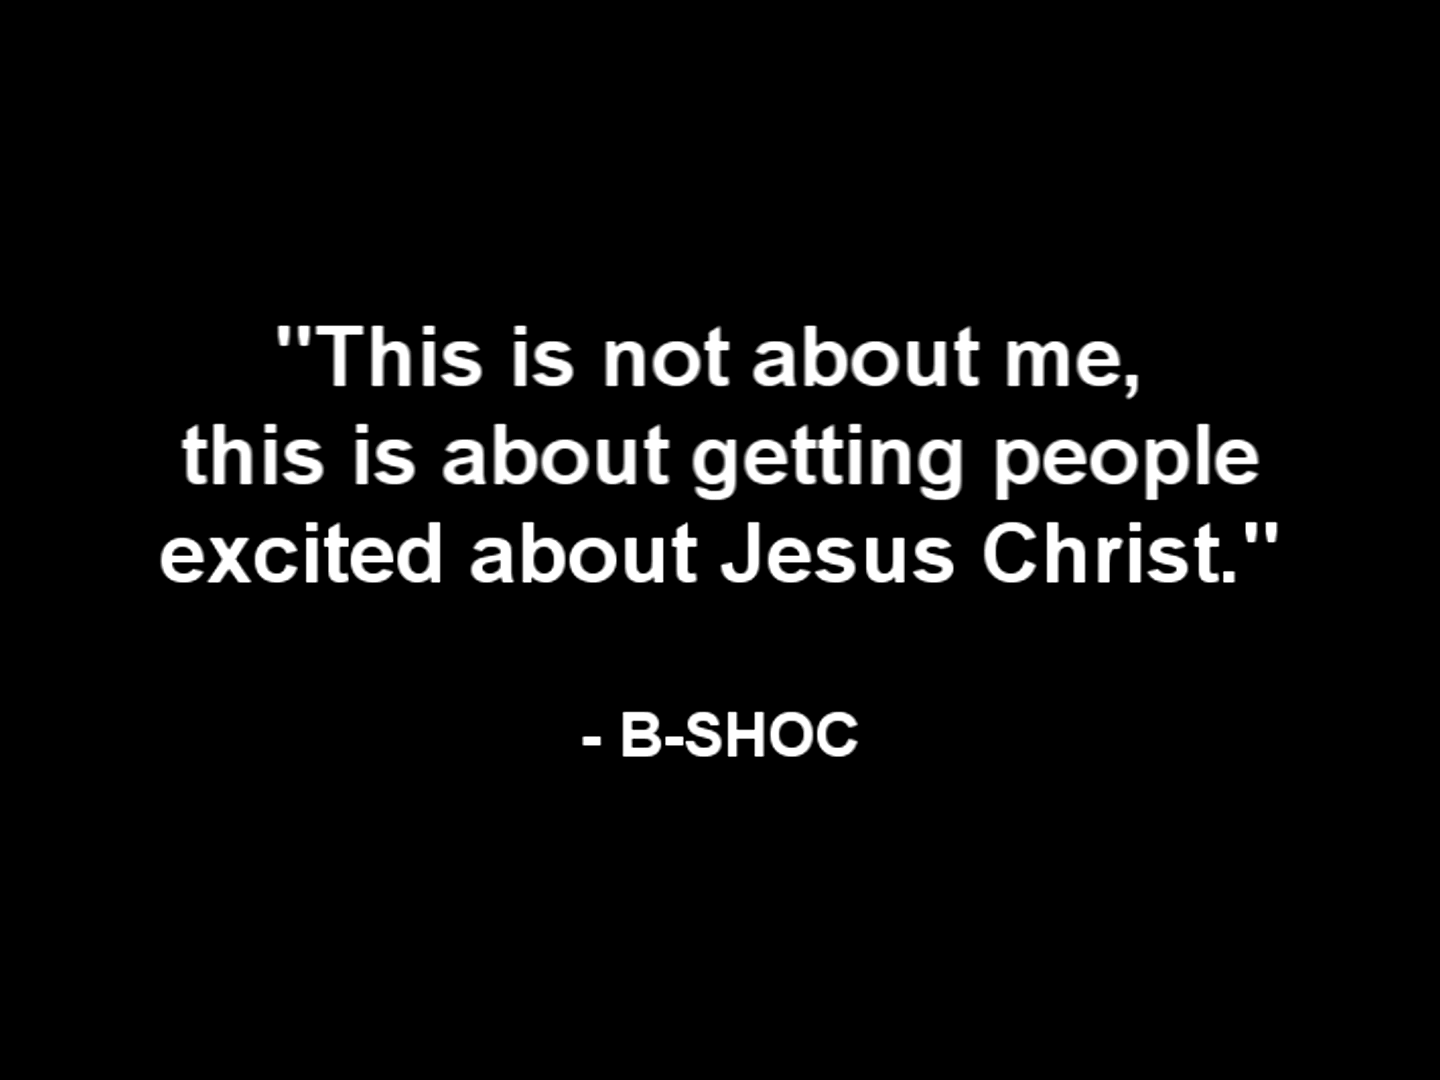 "This is not about me,
this is about getting people
excited about Jesus Christ."
- B-SHOC